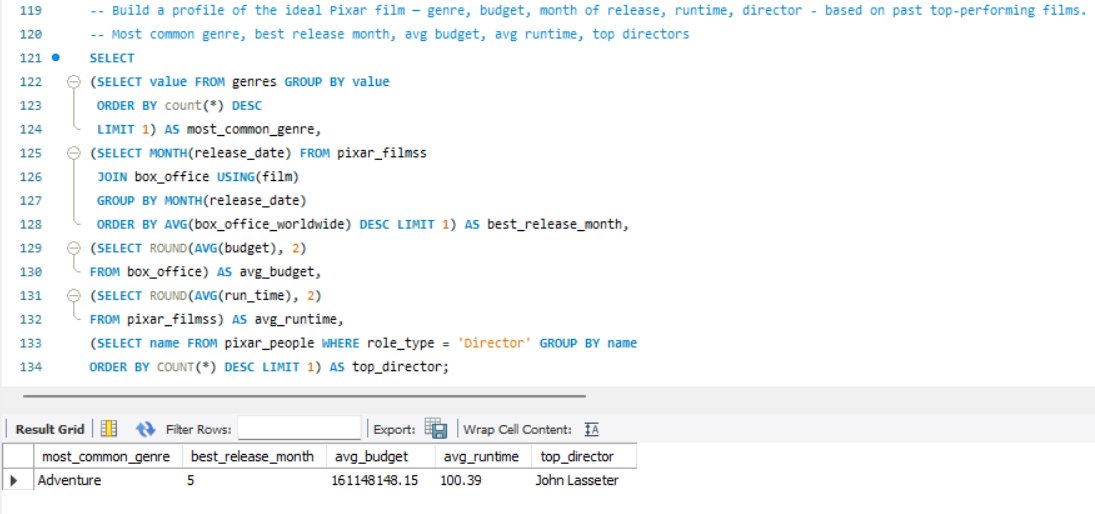 119 -- Build a profile of the ideal Pixar film – genre, budget, month of release, runtime, director - based on past top-performing films.
120 -- Most common genre, best release month, avg budget, avg runtime, top directors
121 SELECT
122 (SELECT value FROM genres GROUP BY value
123 ORDER BY count(*) DESC
124 LIMIT 1) AS most_common_genre,
125 (SELECT MONTH(release_date) FROM pixar_filmss
126 JOIN box_office USING(film)
127 GROUP BY MONTH(release_date)
128 ORDER BY AVG(box_office_worldwide) DESC LIMIT 1) AS best_release_month,
129 (SELECT ROUND(AVG(budget), 2)
130 FROM box_office) AS avg_budget,
131 (SELECT ROUND(AVG(run_time), 2)
132 FROM pixar_filmss) AS avg_runtime,
133 (SELECT name FROM pixar_people WHERE role_type = 'Director' GROUP BY name
134 ORDER BY COUNT(*) DESC LIMIT 1) AS top_director;
Result Grid Filter Rows: Export: Wrap Cell Content: IA
most_common_genre best_release_month avg_budget avg_runtime top_director
Adventure 5 161148148.15 100.39 John Lasseter